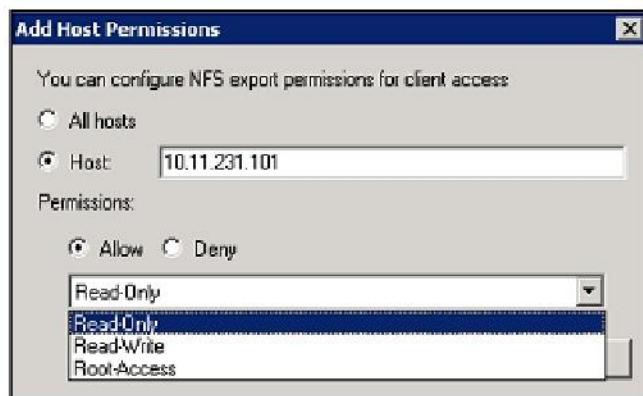 Add Host Permissions
You can configure NFS export permissions for client access
All hosts
Host: 10.11.231.101
Permissions:
Allow Deny
Read-Only
Read-Only
Read-Write
Root-Access